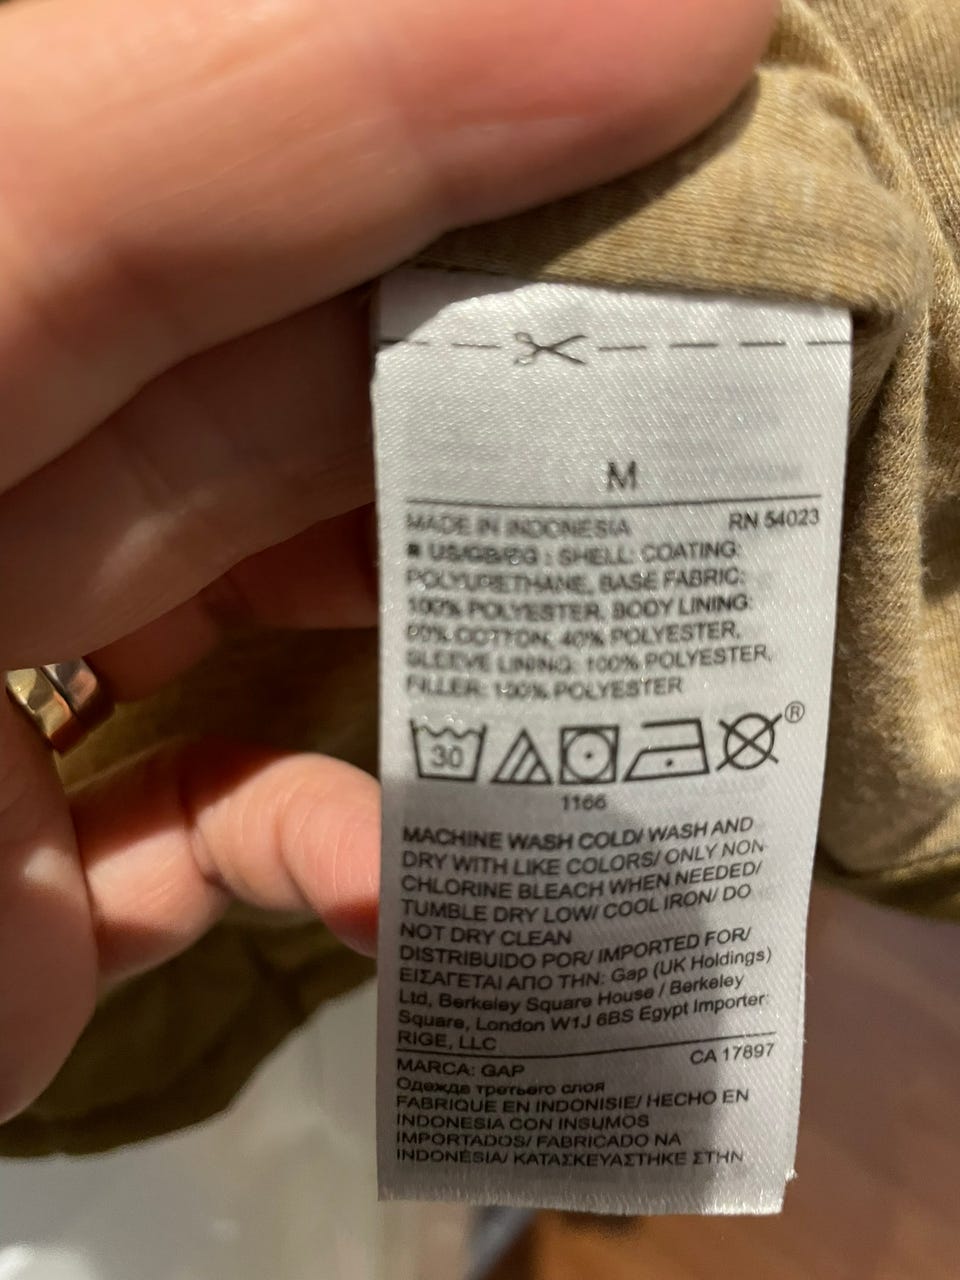 M
MADE IN INDONESIA RN 54023
US/GB/EG : SHELL: COATING:
POLYURETHANE, BASE FABRIC:
100% POLYESTER, BODY LINING:
60% COTTON, 40% POLYESTER,
SLEEVE LINING: 100% POLYESTER,
FILLER: 100% POLYESTER
30 ®
1166
MACHINE WASH COLD/ WASH AND
DRY WITH LIKE COLORS/ ONLY NON-
CHLORINE BLEACH WHEN NEEDED/
TUMBLE DRY LOW/ COOL IRON/ DO
NOT DRY CLEAN
DISTRIBUIDO POR/ IMPORTED FOR/
ΕΙΣΑΓΕΤΑΙ ΑΠΟ ΤΗΝ: Gap (UK Holdings)
Ltd, Berkeley Square House / Berkeley
Square, London W1J 6BS Egypt Importer:
RIGE, LLC
MARCA: GAP CA 17897
Одежда третьего слоя
FABRIQUE EN INDONISIE/ HECHO EN
INDONESIA CON INSUMOS
IMPORTADOS/ FABRICADO NA
INDONÉSIA/ ΚΑΤΑΣΚΕΥΑΣΤΗΚΕ ΣΤΗΝ